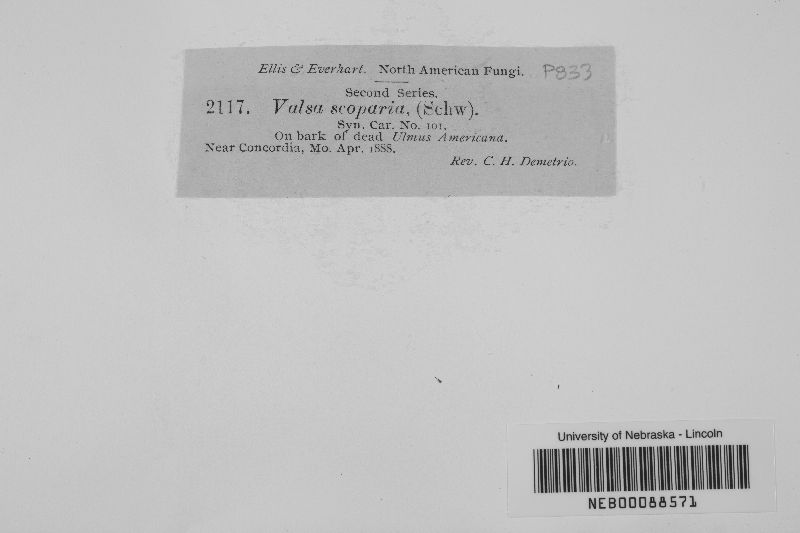 Ellis & Everhart. North American Fungi. P833
Second Series.
2117. Valsa scoparia, (Schw).
Syn. Car. No. 101.
On bark of dead Ulmus Americana.
Near Concordia, Mo. Apr. 1888.
Rev. C. H. Demetrio.
University of Nebraska - Lincoln
NEB00088571